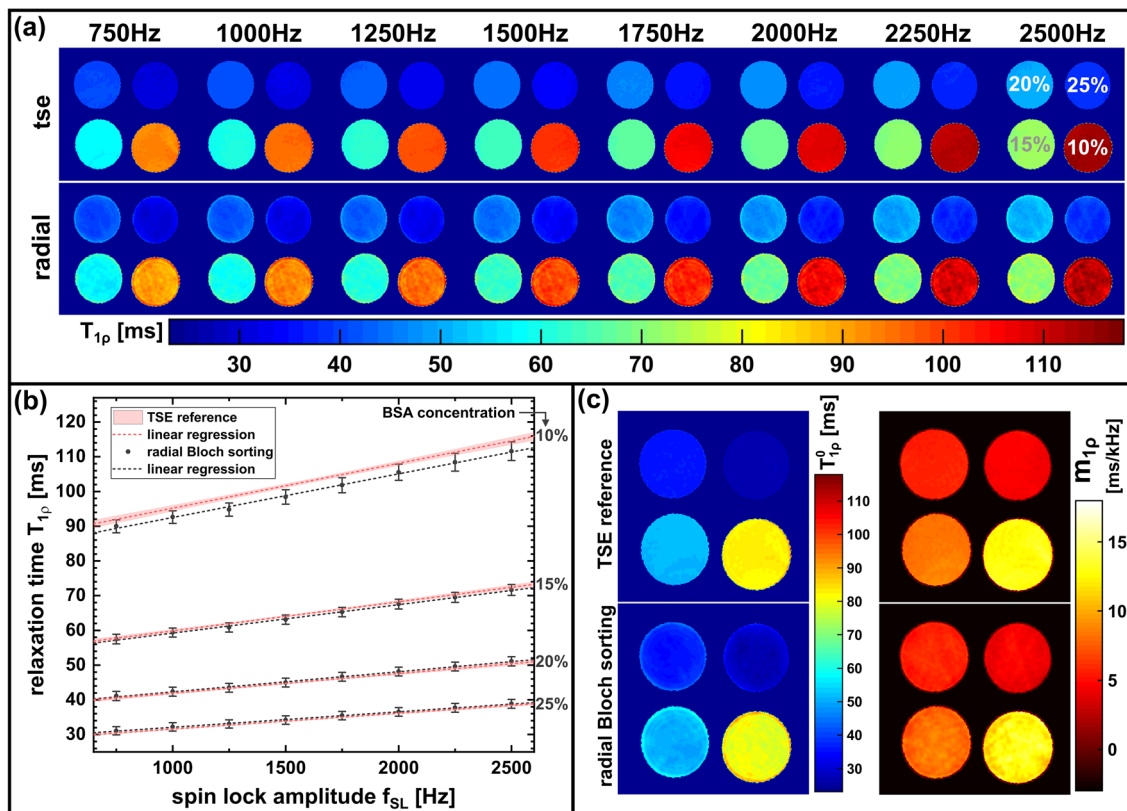 (a)
750Hz 1000Hz 1250Hz 1500Hz 1750Hz 2000Hz 2250Hz 2500Hz
tse
20% 25%
15% 10%
radial
T1ρ [ms]
30 40 50 60 70 80 90 100 110
(b)
TSE reference
linear regression
radial Bloch sorting
linear regression
BSA concentration
10%
15%
20%
25%
relaxation time T1ρ [ms]
120
110
100
90
80
70
60
50
40
30
1000 1500 2000 2500
spin lock amplitude fSL [Hz]
(c)
TSE reference
radial Bloch sorting
T1ρ0 [ms]
110
100
90
80
70
60
50
40
30
m1ρ
[ms/kHz]
15
10
5
0